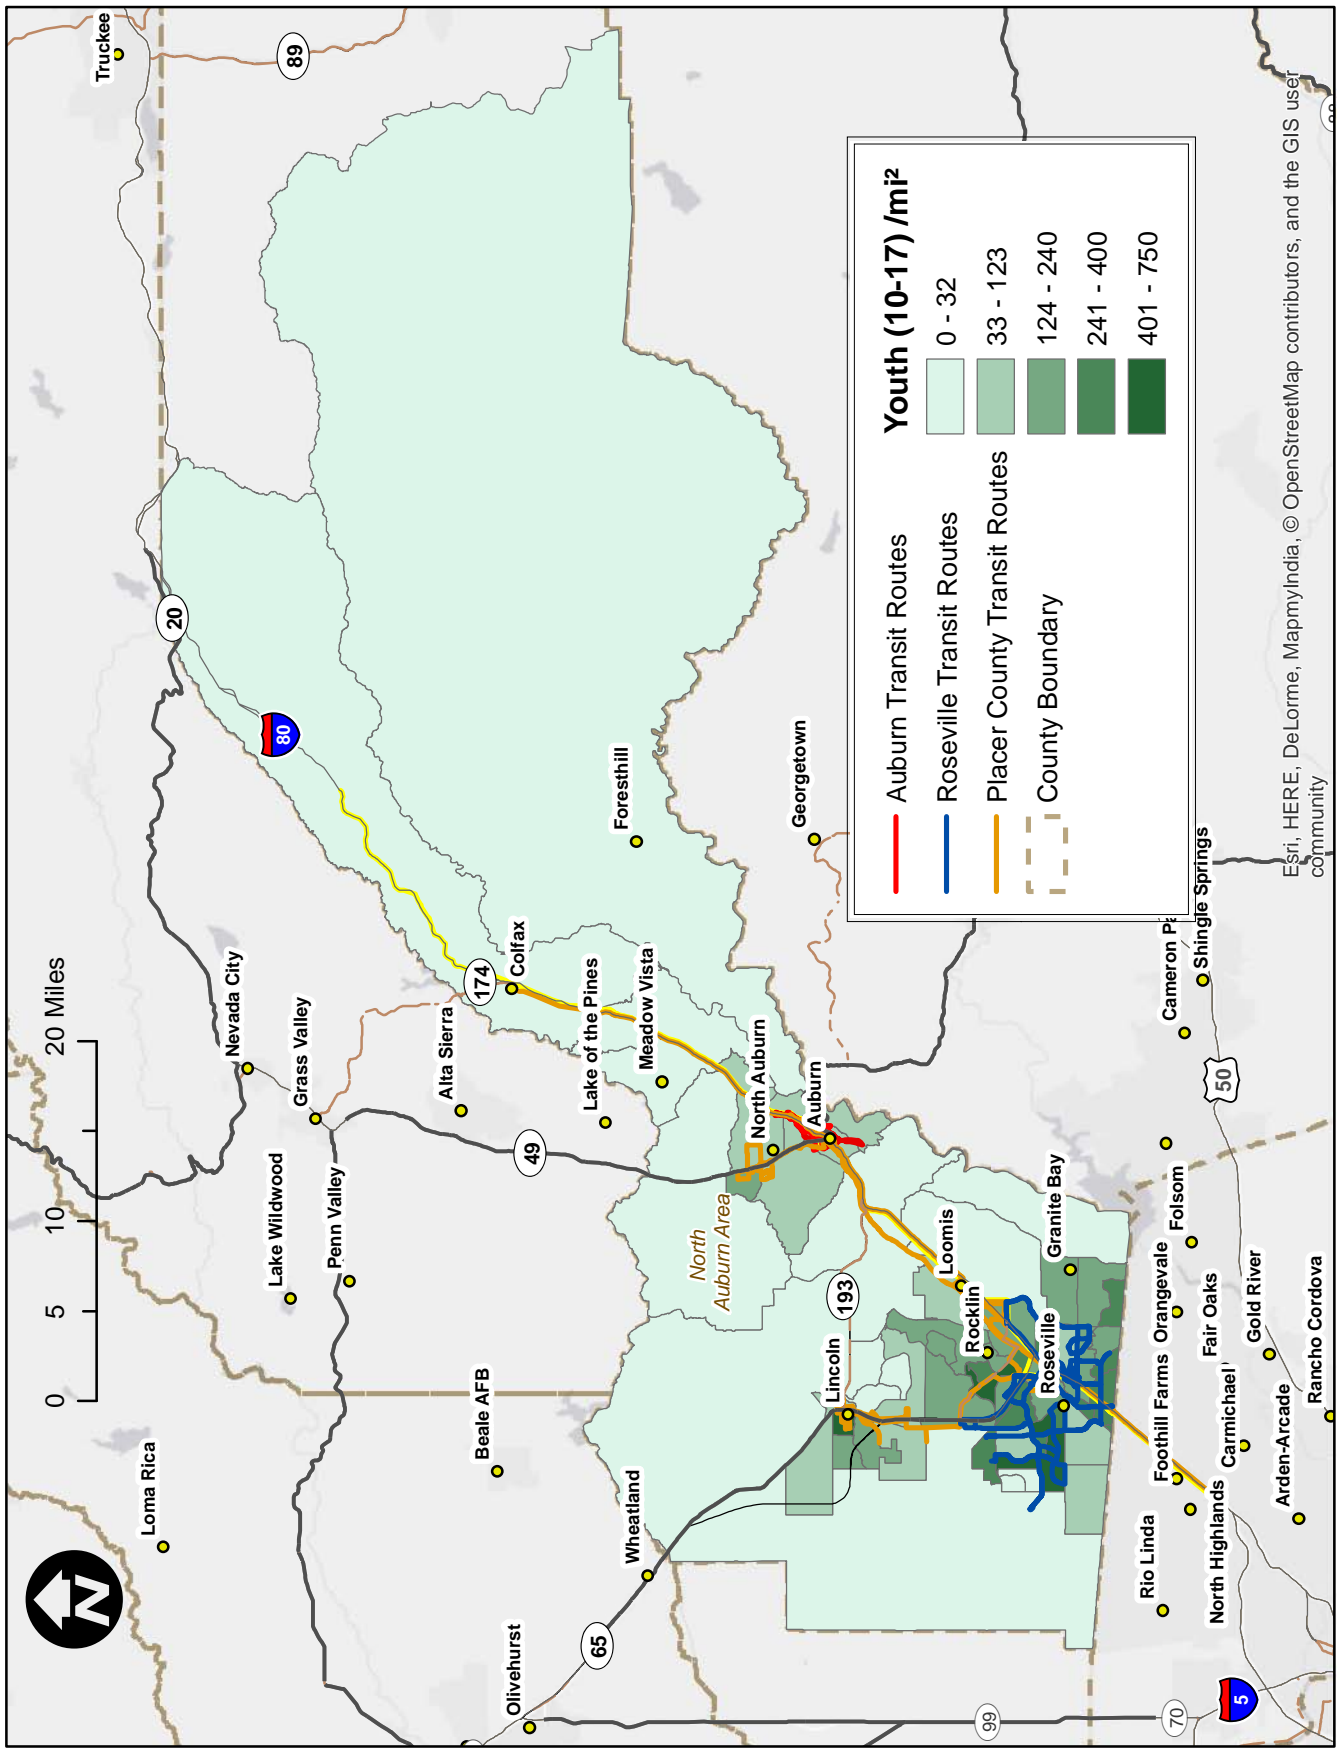 Truckee
89
20
80
Nevada City
Grass Valley
Lake Wildwood
Penn Valley
Loma Rica
0
5
10
20 Miles
N
Alta Sierra
174
Colfax
Foresthill
Georgetown
49
Lake of the Pines
Meadow Vista
North Auburn
Auburn
North
Auburn Area
Beale AFB
Wheatland
Olivehurst
65
193
Lincoln
Loomis
Rocklin
Roseville
Granite Bay
Folsom
Orangevale
Foothill Farms
Fair Oaks
Gold River
Carmichael
Arden-Arcade
Rancho Cordova
Rio Linda
North Highlands
99
70
5
50
Cameron Pa
Shingle Springs
Auburn Transit Routes
Roseville Transit Routes
Placer County Transit Routes
County Boundary
Youth (10-17) /mi²
0 - 32
33 - 123
124 - 240
241 - 400
401 - 750
Esri, HERE, DeLorme, MapmyIndia, © OpenStreetMap contributors, and the GIS user
community